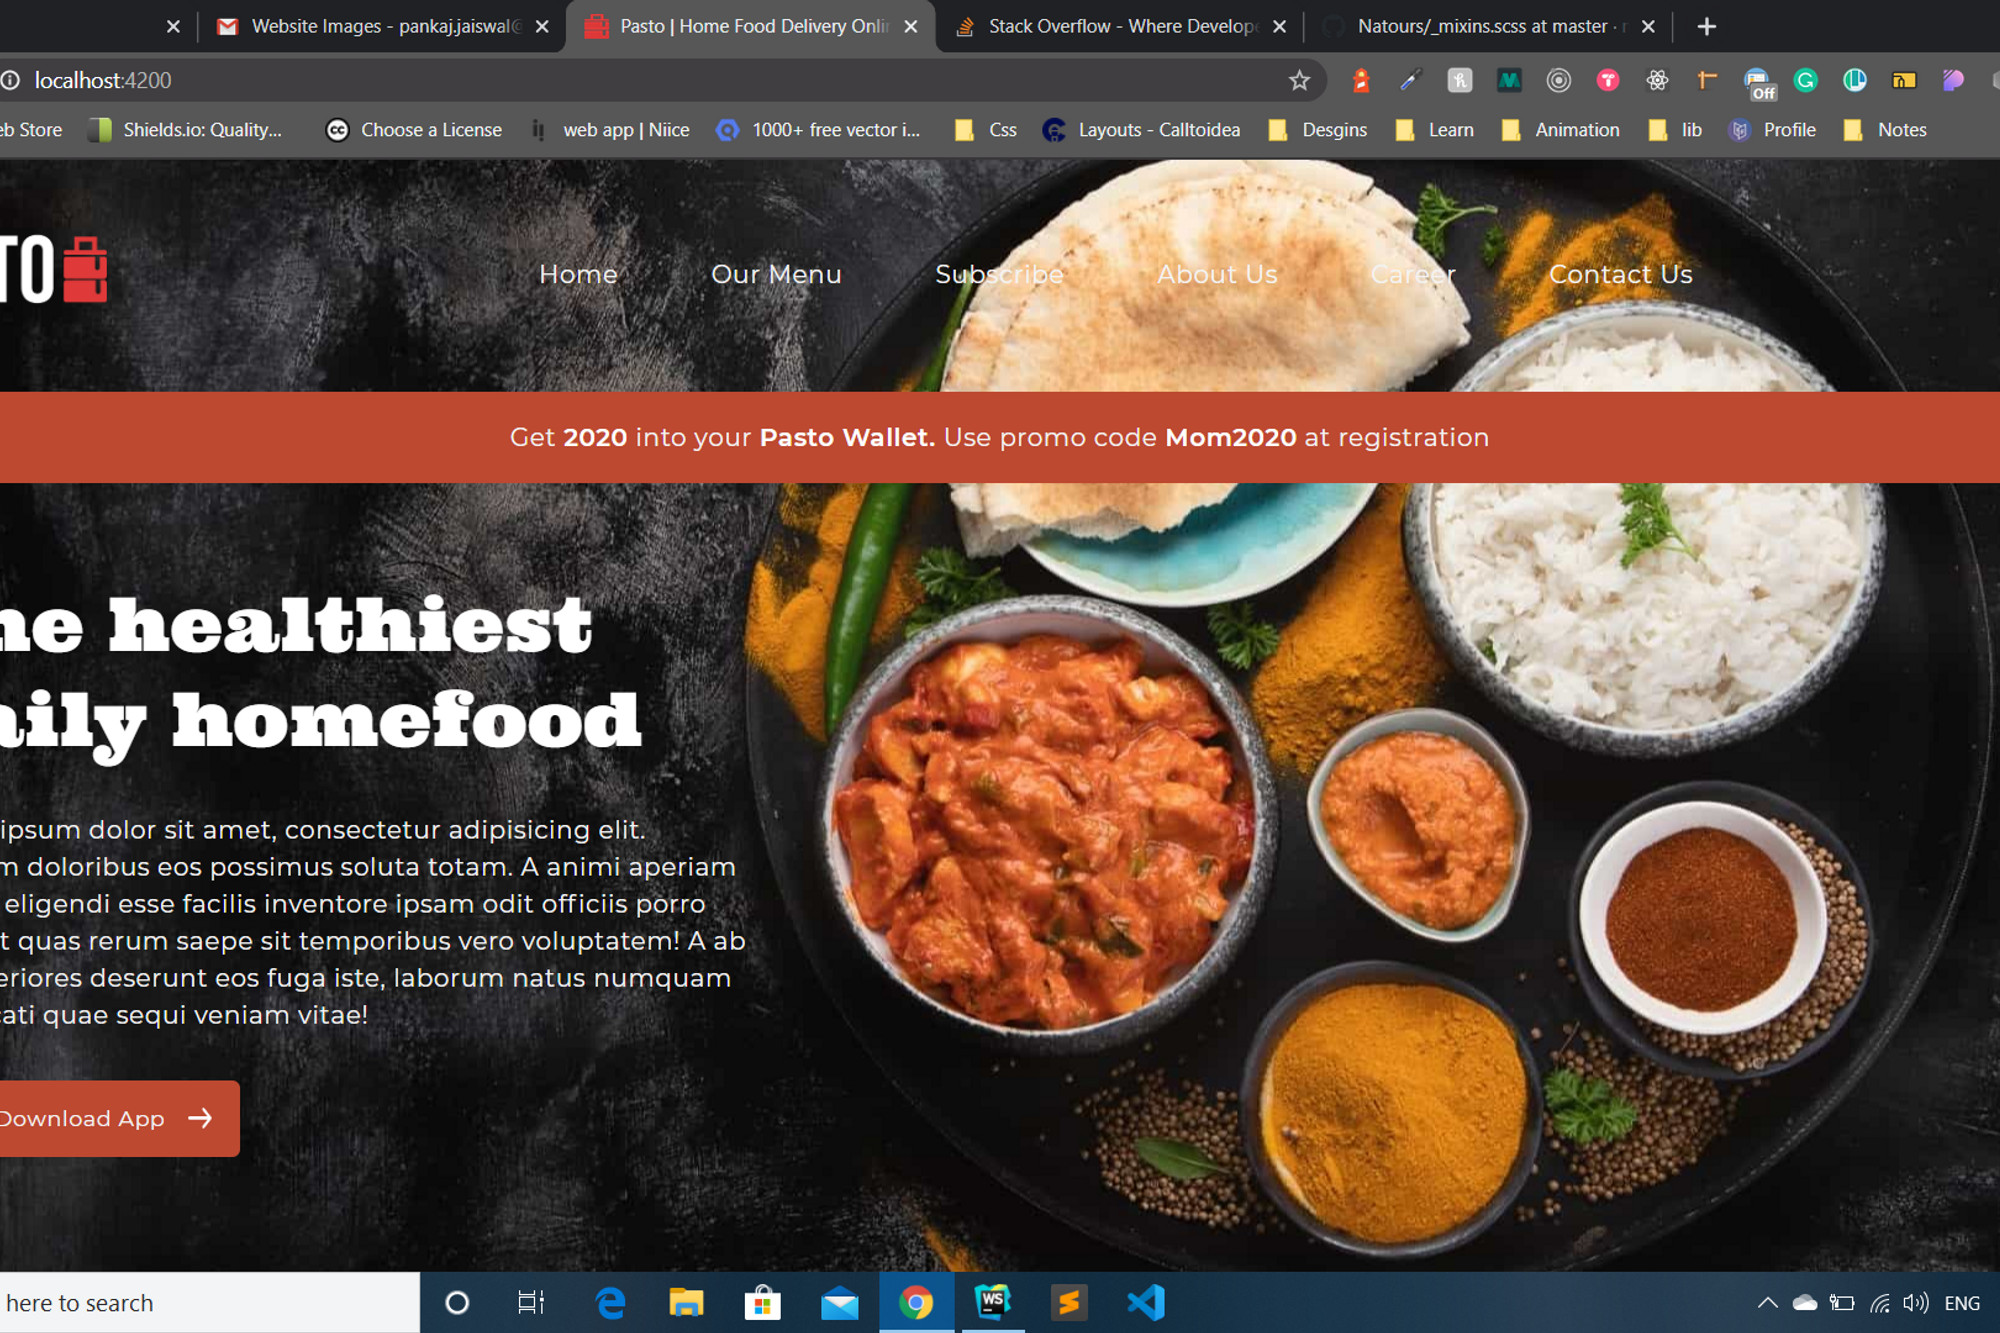 Website Images - pankaj.jaiswal@
Pasto | Home Food Delivery Onli
Stack Overflow - Where Develope
Natours/_mixins.scss at master ·
localhost:4200
Off
eb Store
Shields.io: Quality...
Choose a License
web app | Niice
1000+ free vector i...
Css
Layouts - Calltoidea
Desgins
Learn
Animation
lib
Profile
Notes
TO
Home
Our Menu
Subscribe
About Us
Career
Contact Us
Get 2020 into your Pasto Wallet. Use promo code Mom2020 at registration
he healthiest
aily homefood
ipsum dolor sit amet, consectetur adipisicing elit.
m doloribus eos possimus soluta totam. A animi aperiam
eligendi esse facilis inventore ipsam odit officiis porro
t quas rerum saepe sit temporibus vero voluptatem! A ab
eriores deserunt eos fuga iste, laborum natus numquam
cati quae sequi veniam vitae!
Download App
here to search
WS
ENG